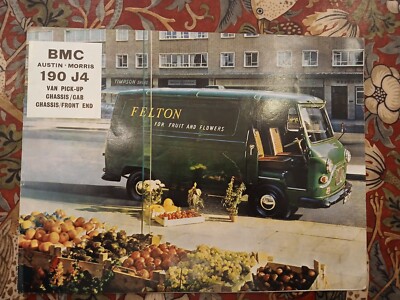 BMC
AUSTIN · MORRIS
190 J4
VAN PICK-UP
CHASSIS/CAB
CHASSIS/FRONT END
FELTON
FOR FRUIT AND FLOWERS